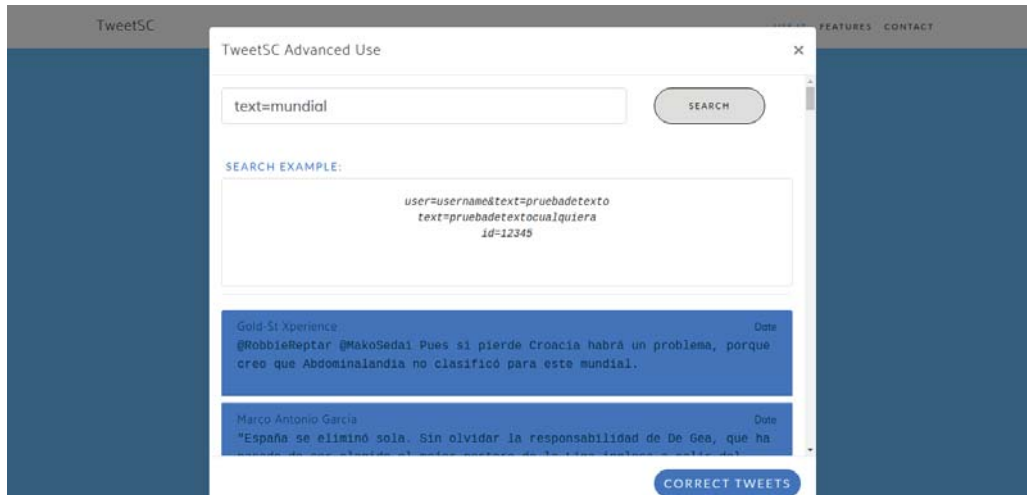 TweetSC
FEATURES CONTACT
TweetSC Advanced Use ×
text=mundial
SEARCH
SEARCH EXAMPLE:
user=username&text=pruebadetexto
text=pruebadetextocualquiera
id=12345
Gold-St Xperience Date
@RobbieReptar @MakoSedai Pues si pierde Croacia habrá un problema, porque
creo que Abdominalandia no clasificó para este mundial.
Marco Antonio García Date
"España se eliminó sola. Sin olvidar la responsabilidad de De Gea, que ha
CORRECT TWEETS